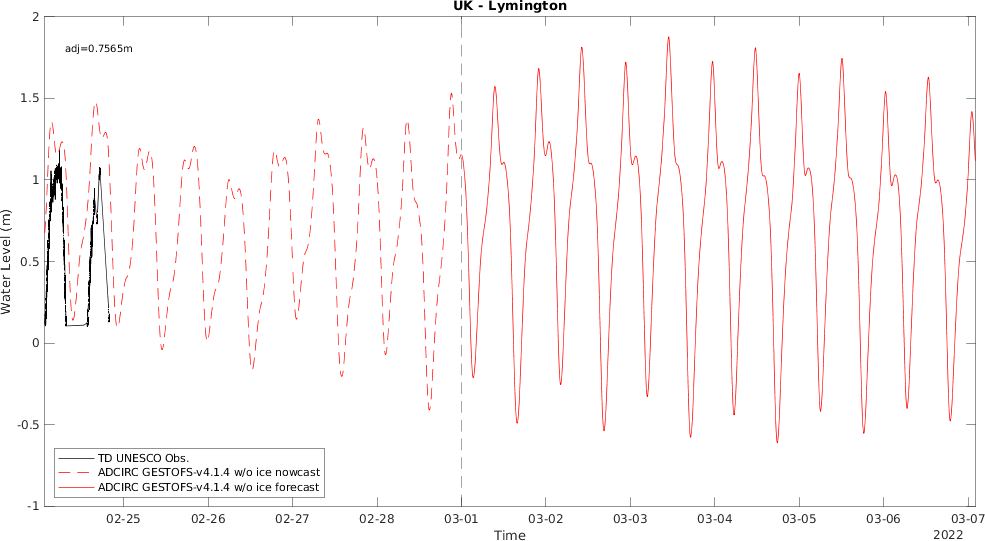 UK - Lymington
adj=0.7565m
2
1.5
1
0.5
0
-0.5
-1
Water Level (m)
TD UNESCO Obs.
ADCIRC GESTOFS-v4.1.4 w/o ice nowcast
ADCIRC GESTOFS-v4.1.4 w/o ice forecast
02-25 02-26 02-27 02-28 03-01 03-02 03-03 03-04 03-05 03-06 03-07
Time
2022